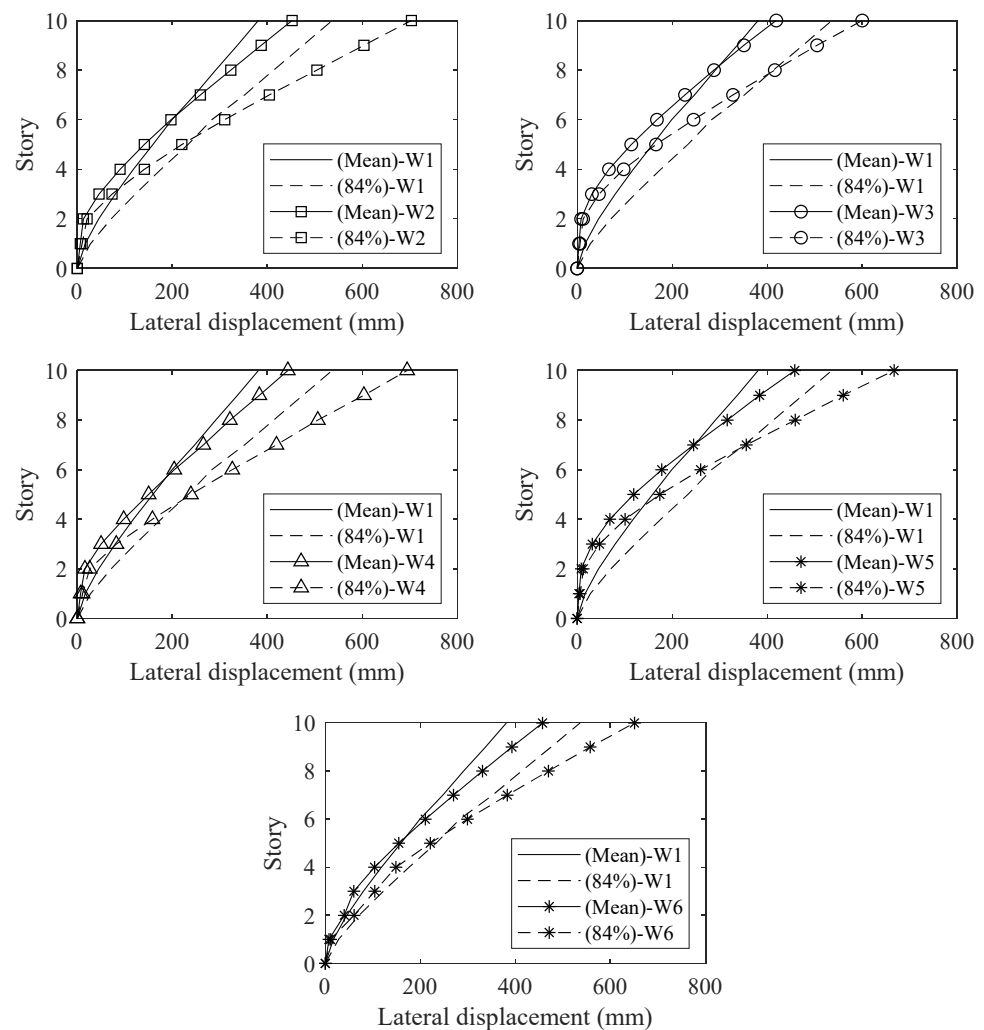 10
8
6
4
2
0
Story
(Mean)-W1
(84%)-W1
(Mean)-W2
(84%)-W2
0 200 400 600 800
Lateral displacement (mm)
10
8
6
4
2
0
Story
(Mean)-W1
(84%)-W1
(Mean)-W3
(84%)-W3
0 200 400 600 800
Lateral displacement (mm)
10
8
6
4
2
0
Story
(Mean)-W1
(84%)-W1
(Mean)-W4
(84%)-W4
0 200 400 600 800
Lateral displacement (mm)
10
8
6
4
2
0
Story
(Mean)-W1
(84%)-W1
(Mean)-W5
(84%)-W5
0 200 400 600 800
Lateral displacement (mm)
10
8
6
4
2
0
Story
(Mean)-W1
(84%)-W1
(Mean)-W6
(84%)-W6
0 200 400 600 800
Lateral displacement (mm)